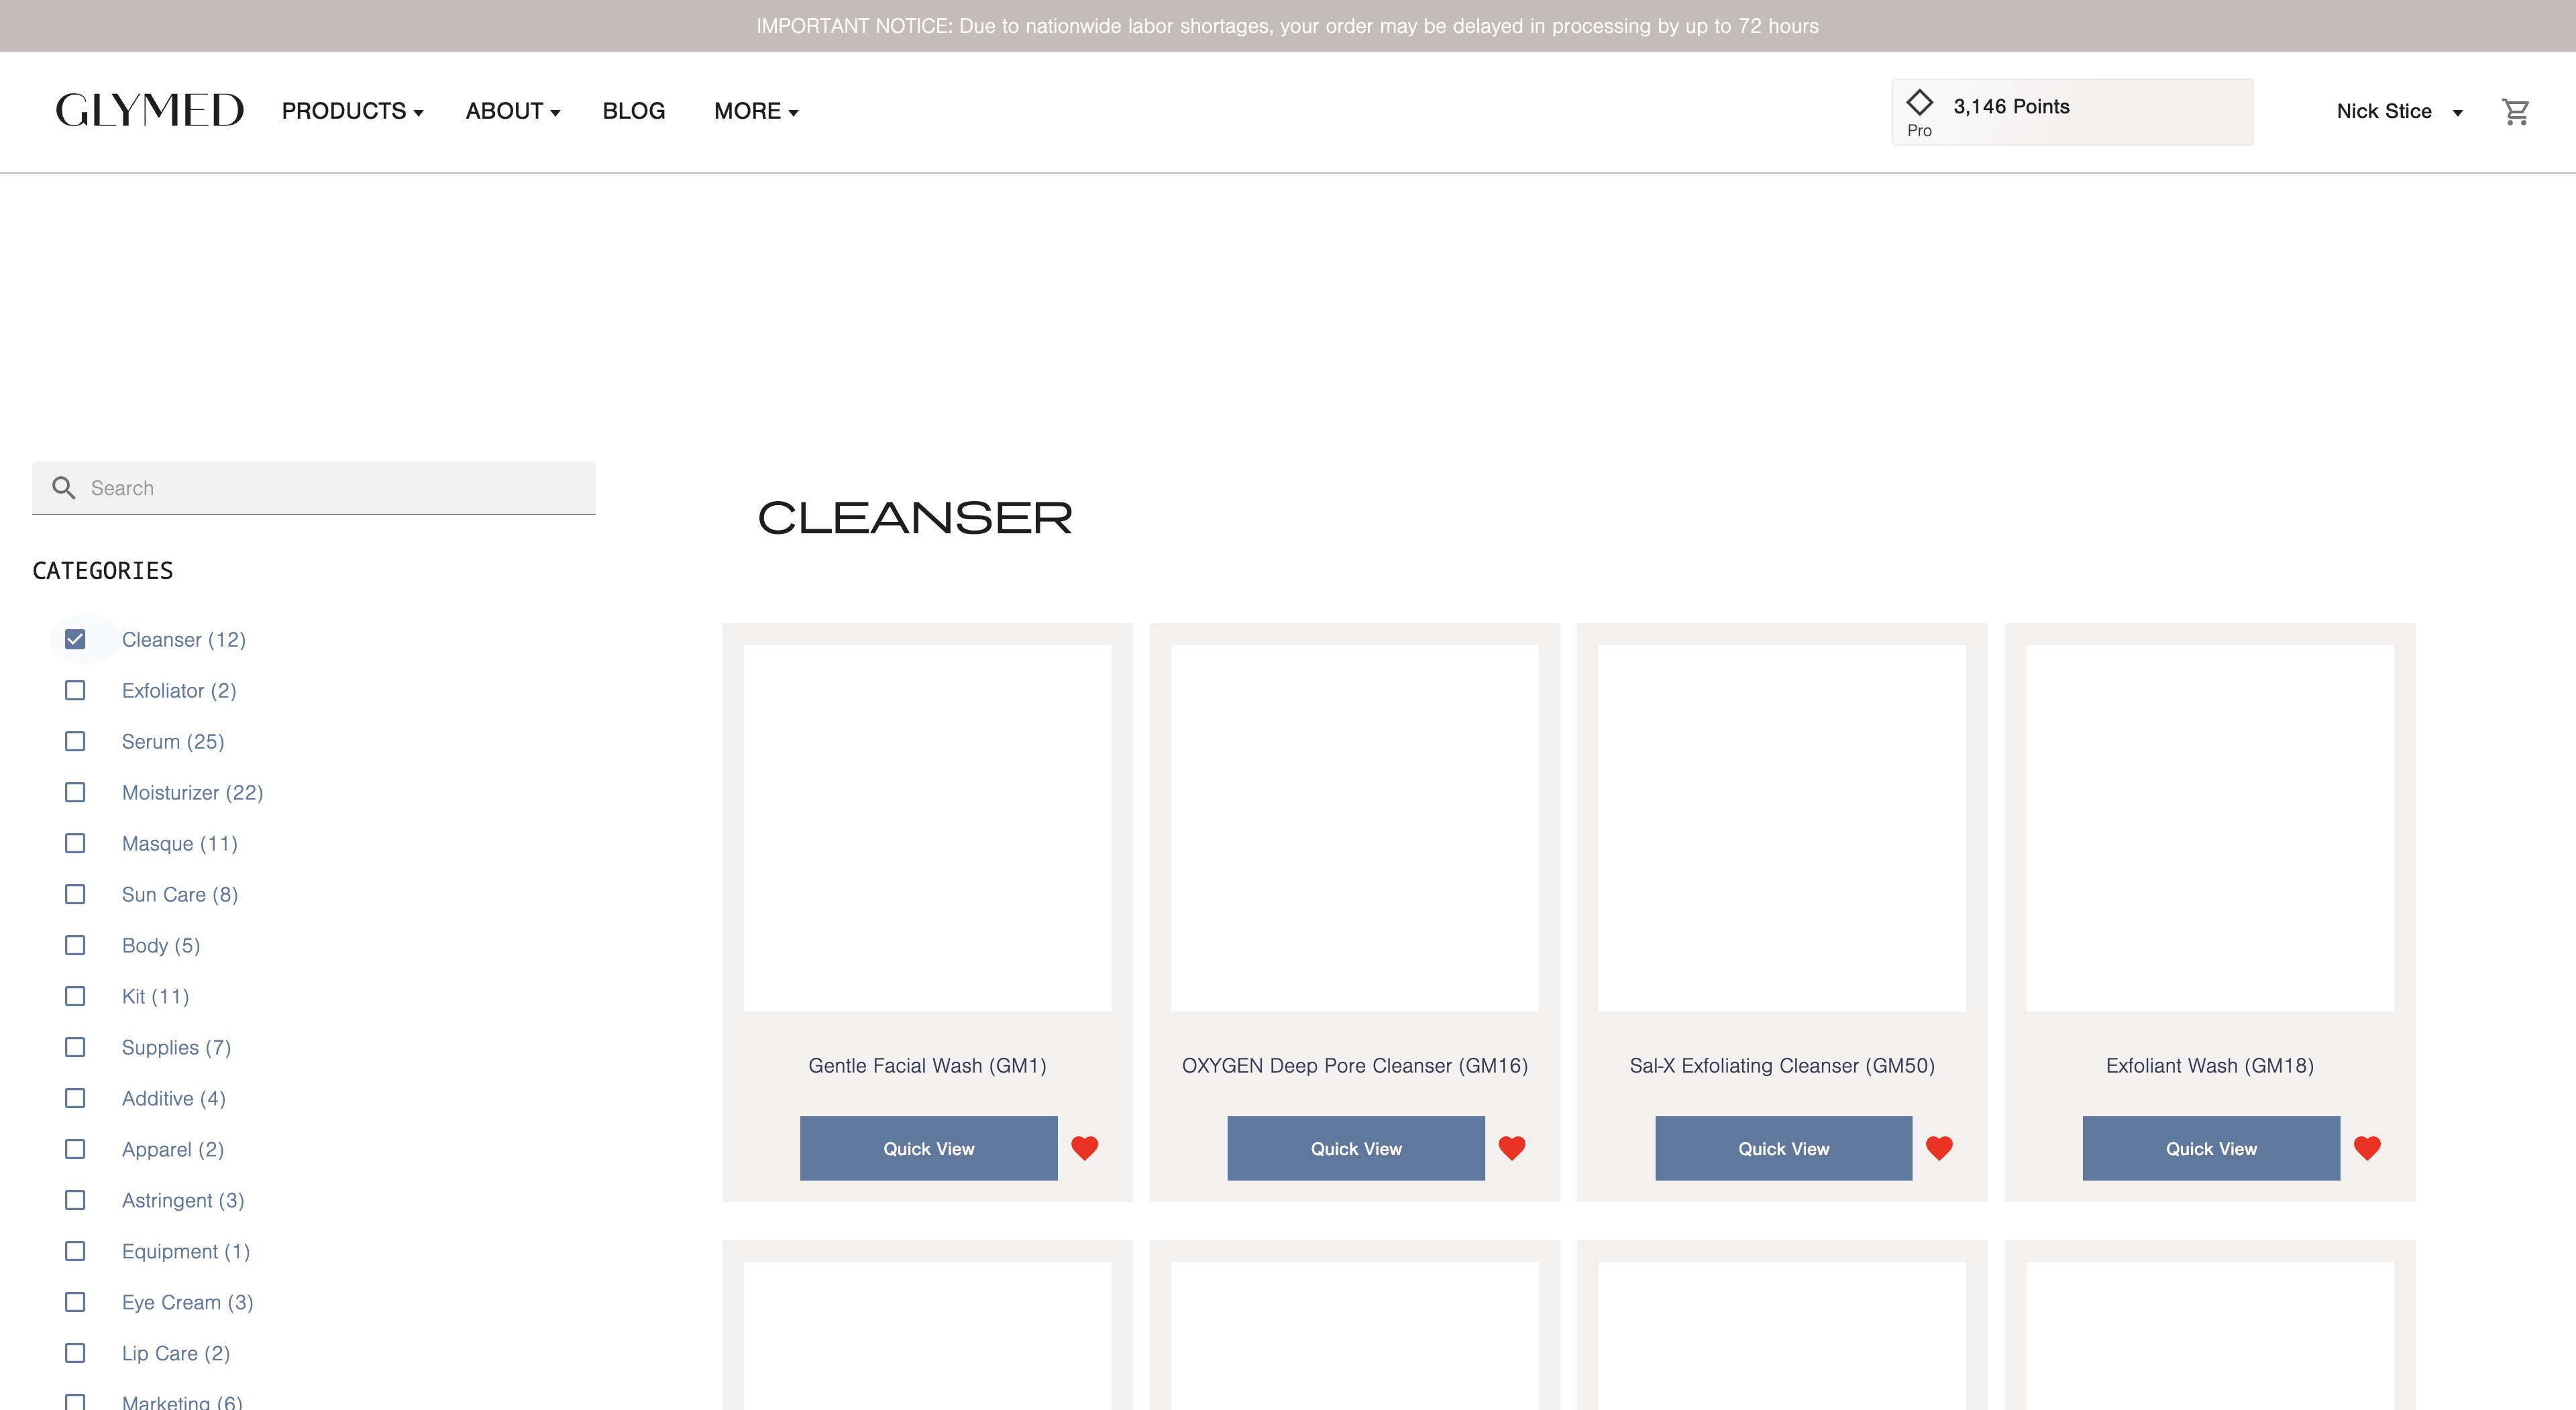 IMPORTANT NOTICE: Due to nationwide labor shortages, your order may be delayed in processing by up to 72 hours
GLYMED
PRODUCTS
ABOUT
BLOG
MORE
3,146 Points
Pro
Nick Stice
Search
CLEANSER
CATEGORIES
Cleanser (12)
Exfoliator (2)
Serum (25)
Moisturizer (22)
Masque (11)
Sun Care (8)
Body (5)
Kit (11)
Supplies (7)
Additive (4)
Apparel (2)
Astringent (3)
Equipment (1)
Eye Cream (3)
Lip Care (2)
Marketing (6)
Gentle Facial Wash (GM1)
Quick View
OXYGEN Deep Pore Cleanser (GM16)
Quick View
Sal-X Exfoliating Cleanser (GM50)
Quick View
Exfoliant Wash (GM18)
Quick View